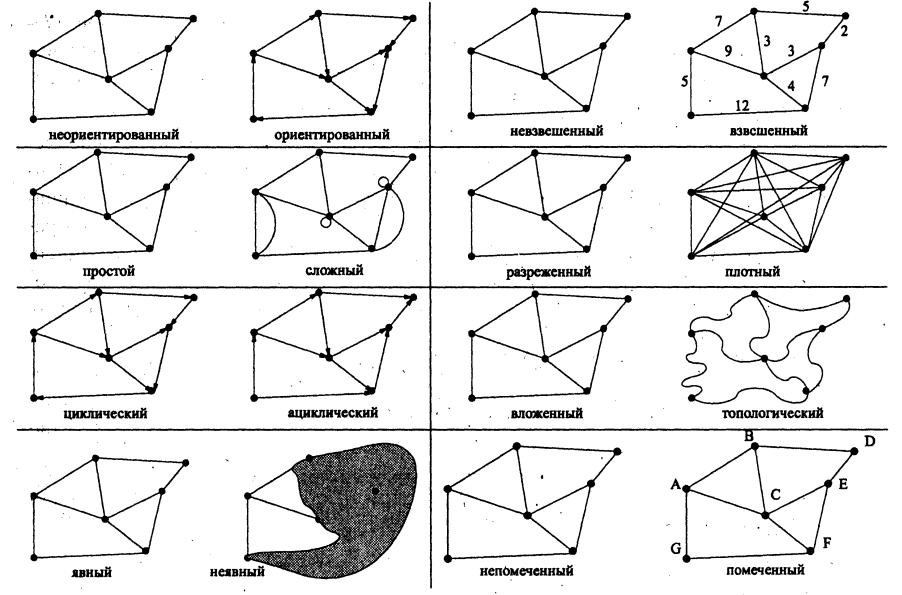 неориентированный
ориентированный
невзвешенный
7
5
2
9
3
3
5
4
7
12
взвсшенный
простой
сложный
разреженный
плотный
циклический
ациклический
вложенный
топологический
явный
неявный
непомеченный
B
D
A
C
E
G
F
помеченный